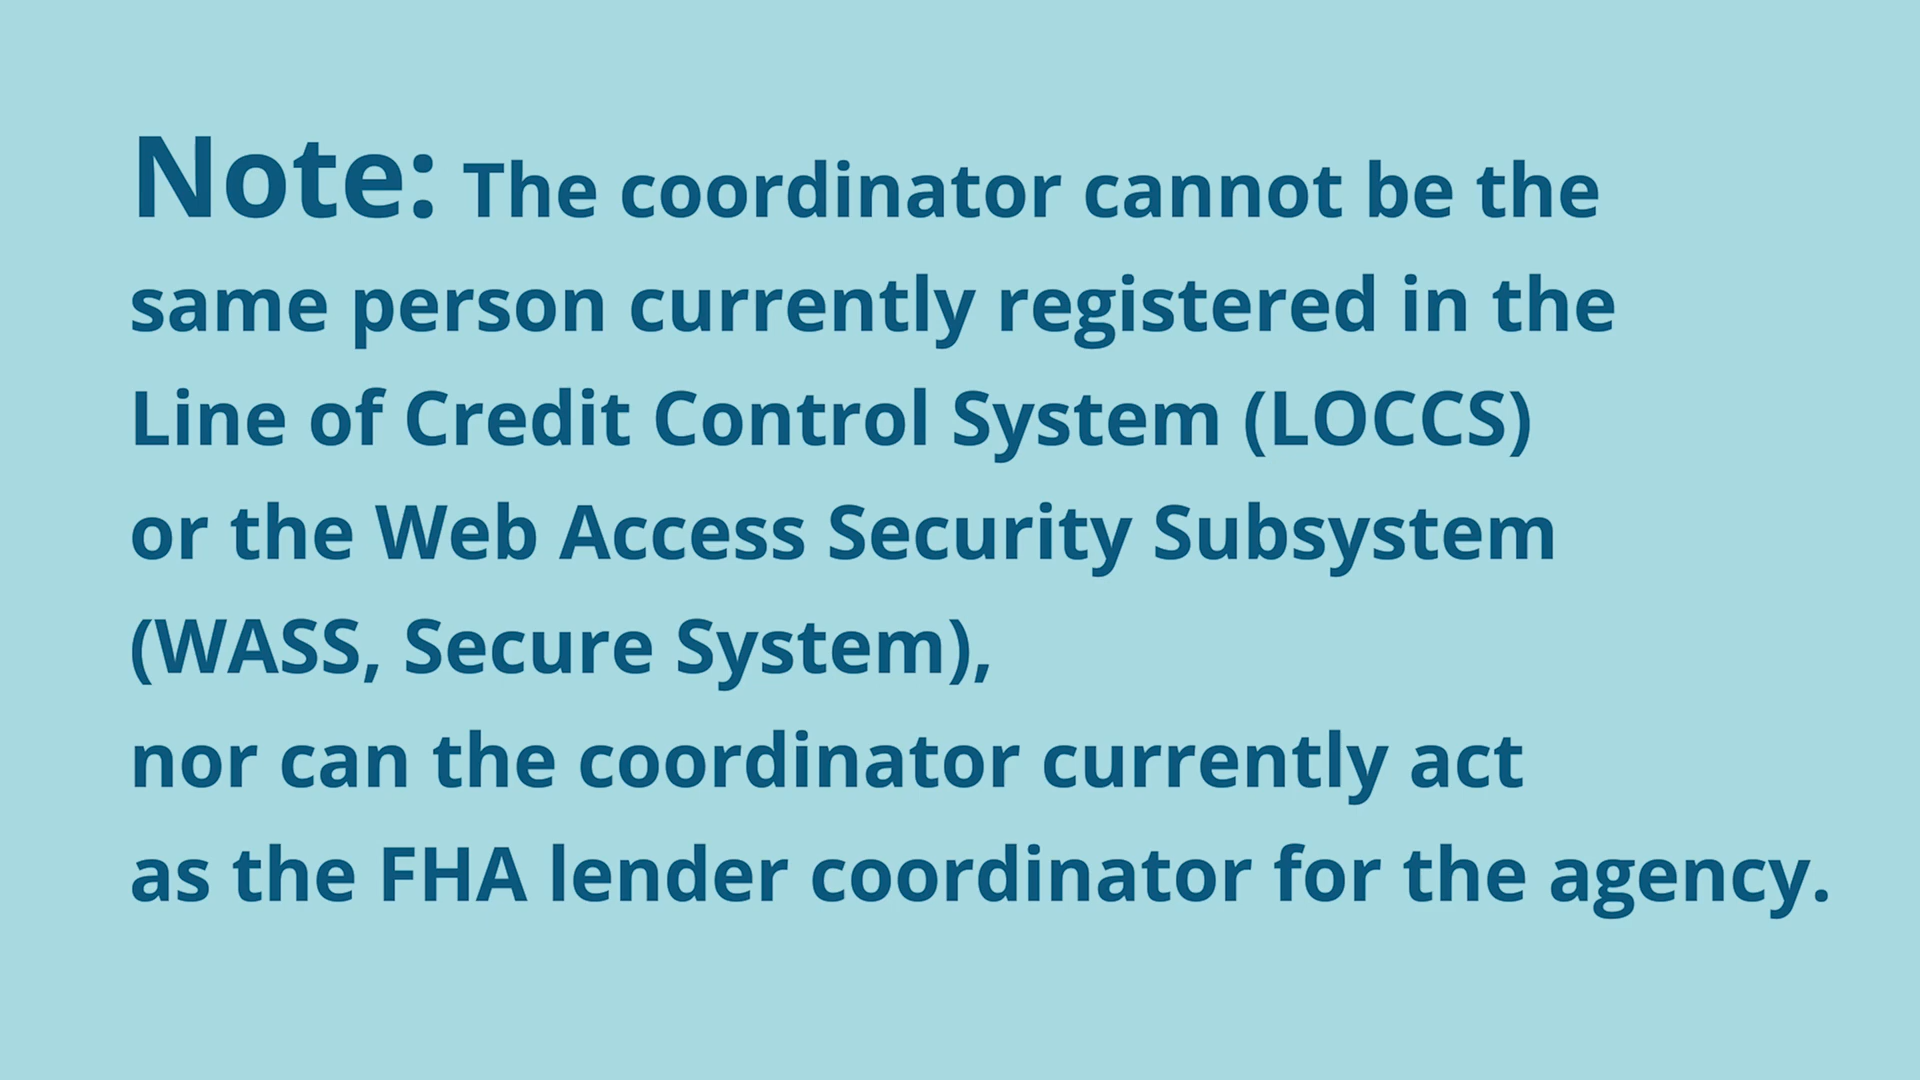 Note: The coordinator cannot be the
same person currently registered in the
Line of Credit Control System (LOCCS)
or the Web Access Security Subsystem
(WASS, Secure System),
nor can the coordinator currently act
as the FHA lender coordinator for the agency.